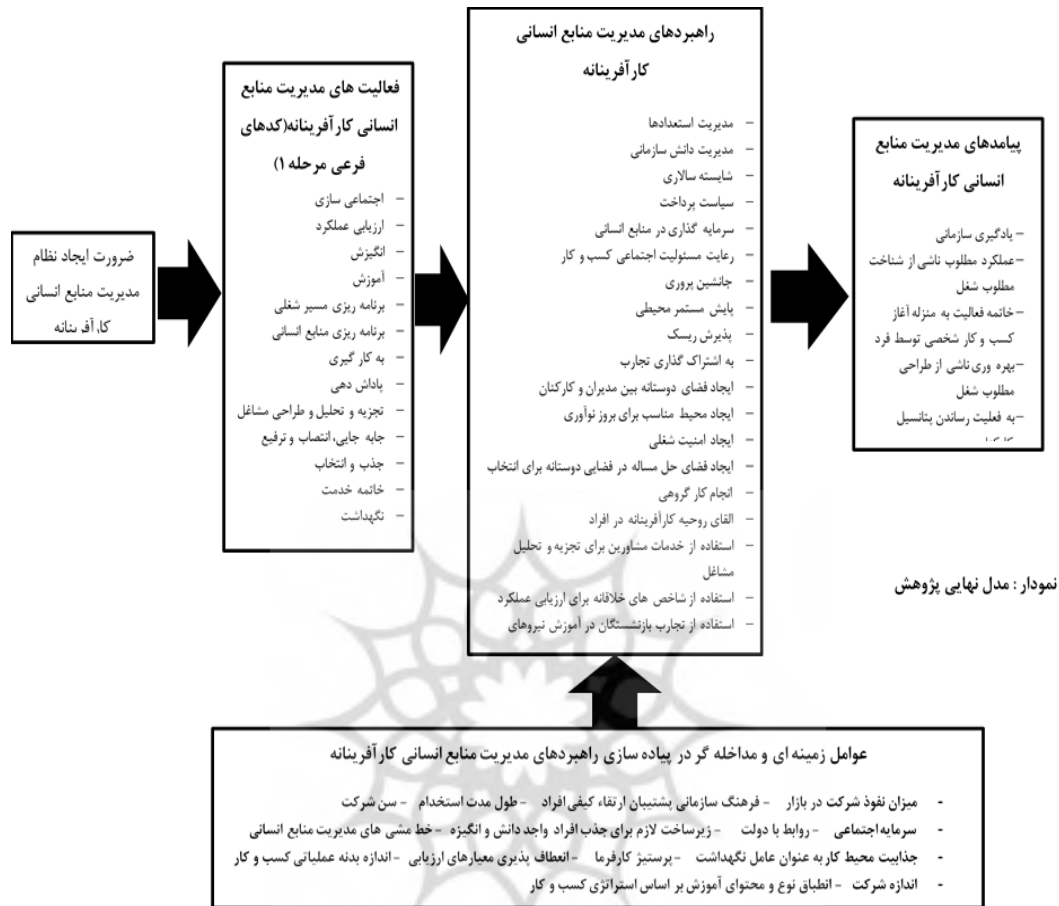 ضرورت ایجاد نظام
مدیریت منابع انسانی
کارآفرینانه
فعالیت های مدیریت منابع
انسانی کارآفرینانه(کدهای
فرعی مرحله ۱)
- اجتماعی سازی
- ارزیابی عملکرد
- انگیزش
- آموزش
- برنامه ریزی مسیر شغلی
- برنامه ریزی منابع انسانی
- به کار گیری
- پاداش دهی
- تجزیه و تحلیل و طراحی مشاغل
- جابه جایی، انتصاب و ترفیع
- جذب و انتخاب
- خاتمه خدمت
- نگهداشت
راهبردهای مدیریت منابع انسانی
کارآفرینانه
- مدیریت استعدادها
- مدیریت دانش سازمانی
- شایسته سالاری
- سیاست پرداخت
- سرمایه گذاری در منابع انسانی
- رعایت مسئولیت اجتماعی کسب و کار
- جانشین پروری
- پایش مستمر محیطی
- پذیرش ریسک
- به اشتراک گذاری تجارب
- ایجاد فضای دوستانه بین مدیران و کارکنان
- ایجاد محیط مناسب برای بروز نوآوری
- ایجاد امنیت شغلی
- ایجاد فضای حل مساله در فضایی دوستانه برای انتخاب
- انجام کار گروهی
- القای روحیه کارآفرینانه در افراد
- استفاده از خدمات مشاورین برای تجزیه و تحلیل
مشاغل
- استفاده از شاخص های خلاقانه برای ارزیابی عملکرد
- استفاده از تجارب بازنشستگان در آموزش نیروهای
پیامدهای مدیریت منابع
انسانی کارآفرینانه
- یادگیری سازمانی
- عملکرد مطلوب ناشی از شناخت
مطلوب شغل
- خاتمه فعالیت به منزله آغاز
کسب و کار شخصی توسط فرد
- بهره وری ناشی از طراحی
مطلوب شغل
- به فعلیت رساندن پتانسیل
نمودار : مدل نهایی پژوهش
عوامل زمینه ای و مداخله گر در پیاده سازی راهبردهای مدیریت منابع انسانی کارآفرینانه
- میزان نفوذ شرکت در بازار - فرهنگ سازمانی پشتیبان ارتقاء کیفی افراد - طول مدت استخدام - سن شرکت
- سرمایه اجتماعی - روابط با دولت - زیرساخت لازم برای جذب افراد واجد دانش و انگیزه - خط مشی های مدیریت منابع انسانی
- جذابیت محیط کار به عنوان عامل نگهداشت - پرستیژ کارفرما - انعطاف پذیری معیارهای ارزیابی - اندازه بدنه عملیاتی کسب و کار
- اندازه شرکت - انطباق نوع و محتوای آموزش بر اساس استراتژی کسب و کار